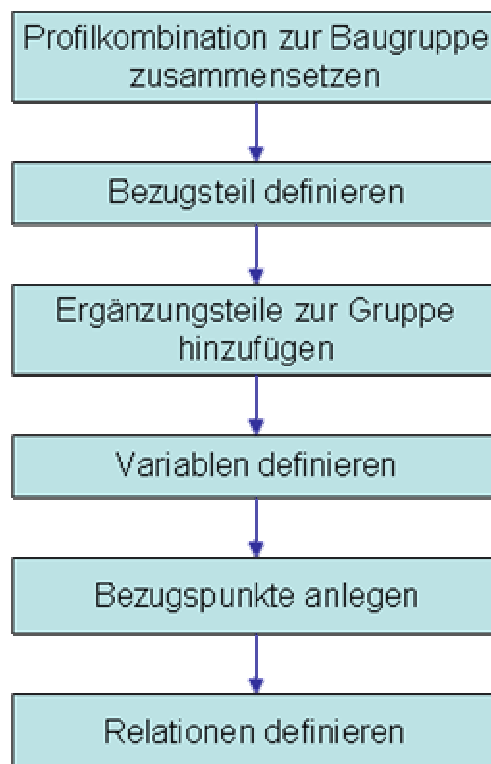 Profilkombination zur Baugruppe
zusammensetzen
Bezugsteil definieren
Ergänzungsteile zur Gruppe
hinzufügen
Variablen definieren
Bezugspunkte anlegen
Relationen definieren